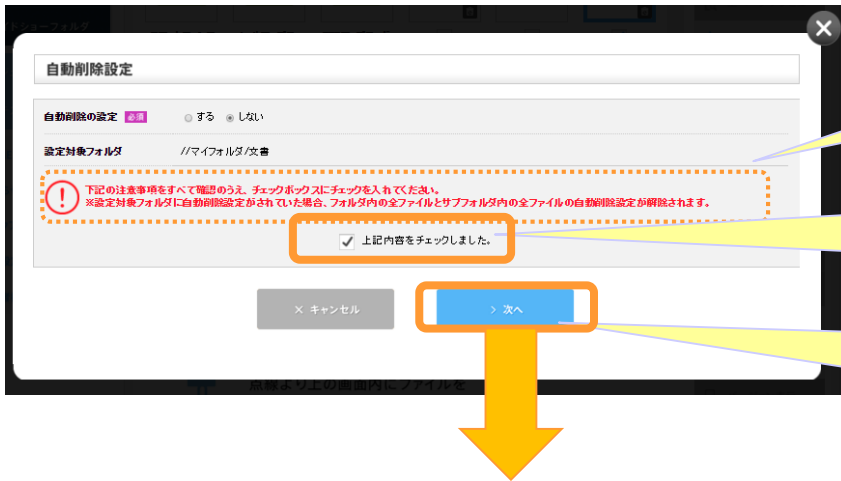 自動削除設定
自動削除の設定 必須 する しない
設定対象フォルダ //マイフォルダ/文書
下記の注意事項をすべて確認のうえ、チェックボックスにチェックを入れてください。
※設定対象フォルダに自動削除設定がされていた場合、フォルダ内の全ファイルとサブフォルダ内の全ファイルの自動削除設定が解除されます。
上記内容をチェックしました。
× キャンセル > 次へ
点線より上の画面内にファイルを